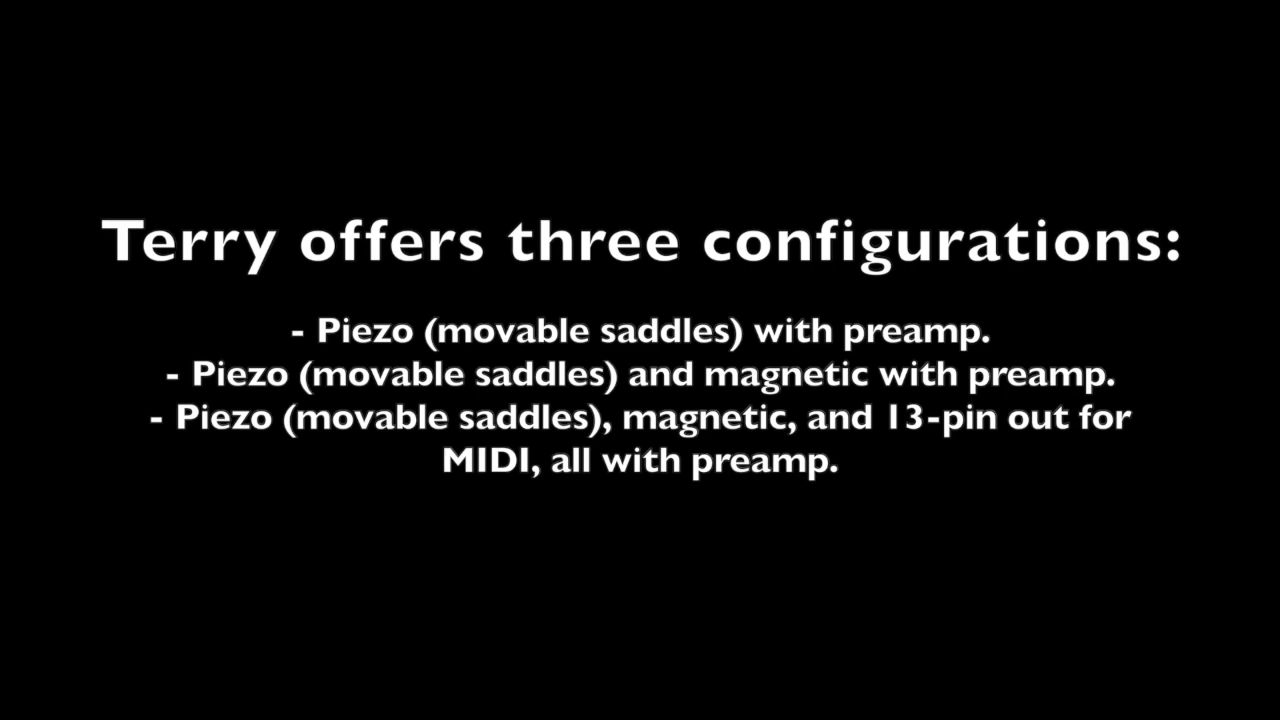 Terry offers three configurations:
- Piezo (movable saddles) with preamp.
- Piezo (movable saddles) and magnetic with preamp.
- Piezo (movable saddles), magnetic, and 13-pin out for
MIDI, all with preamp.